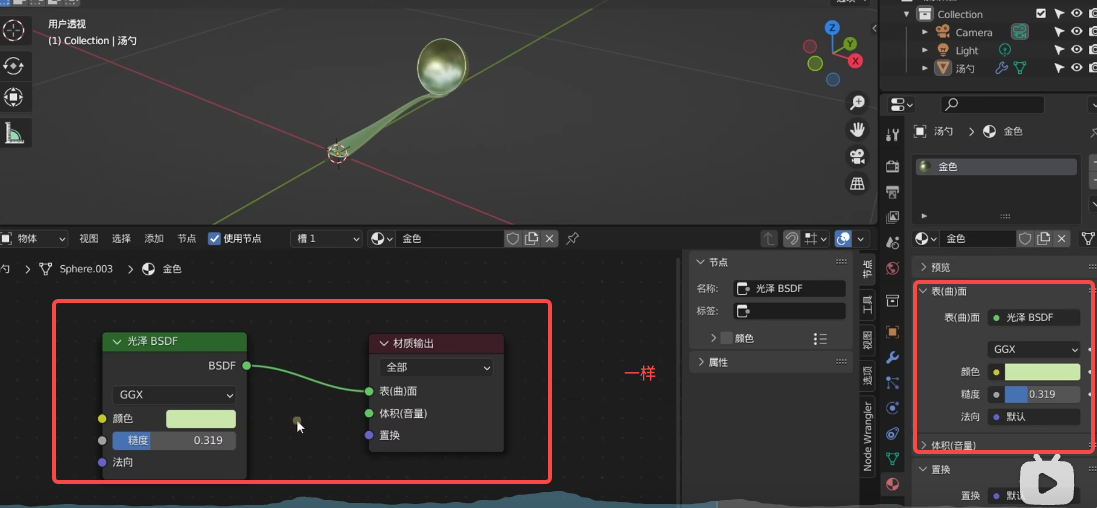 用户透视
(1) Collection | 汤勺
Z
Y
X
Collection
Camera
Light
汤勺
汤勺
金色
金色
物体
视图
选择
添加
节点
使用节点
槽 1
金色
金色
Sphere.003
金色
节点
名称:
光泽 BSDF
标签:
颜色
属性
节点
工具
视图
选项
Node Wrangler
预览
表(曲)面
表(曲)面
光泽 BSDF
GGX
颜色
糙度
0.319
法向
默认
体积(音量)
置换
置换
光泽 BSDF
BSDF
GGX
颜色
糙度
0.319
法向
材质输出
全部
表(曲)面
体积(音量)
置换
一样